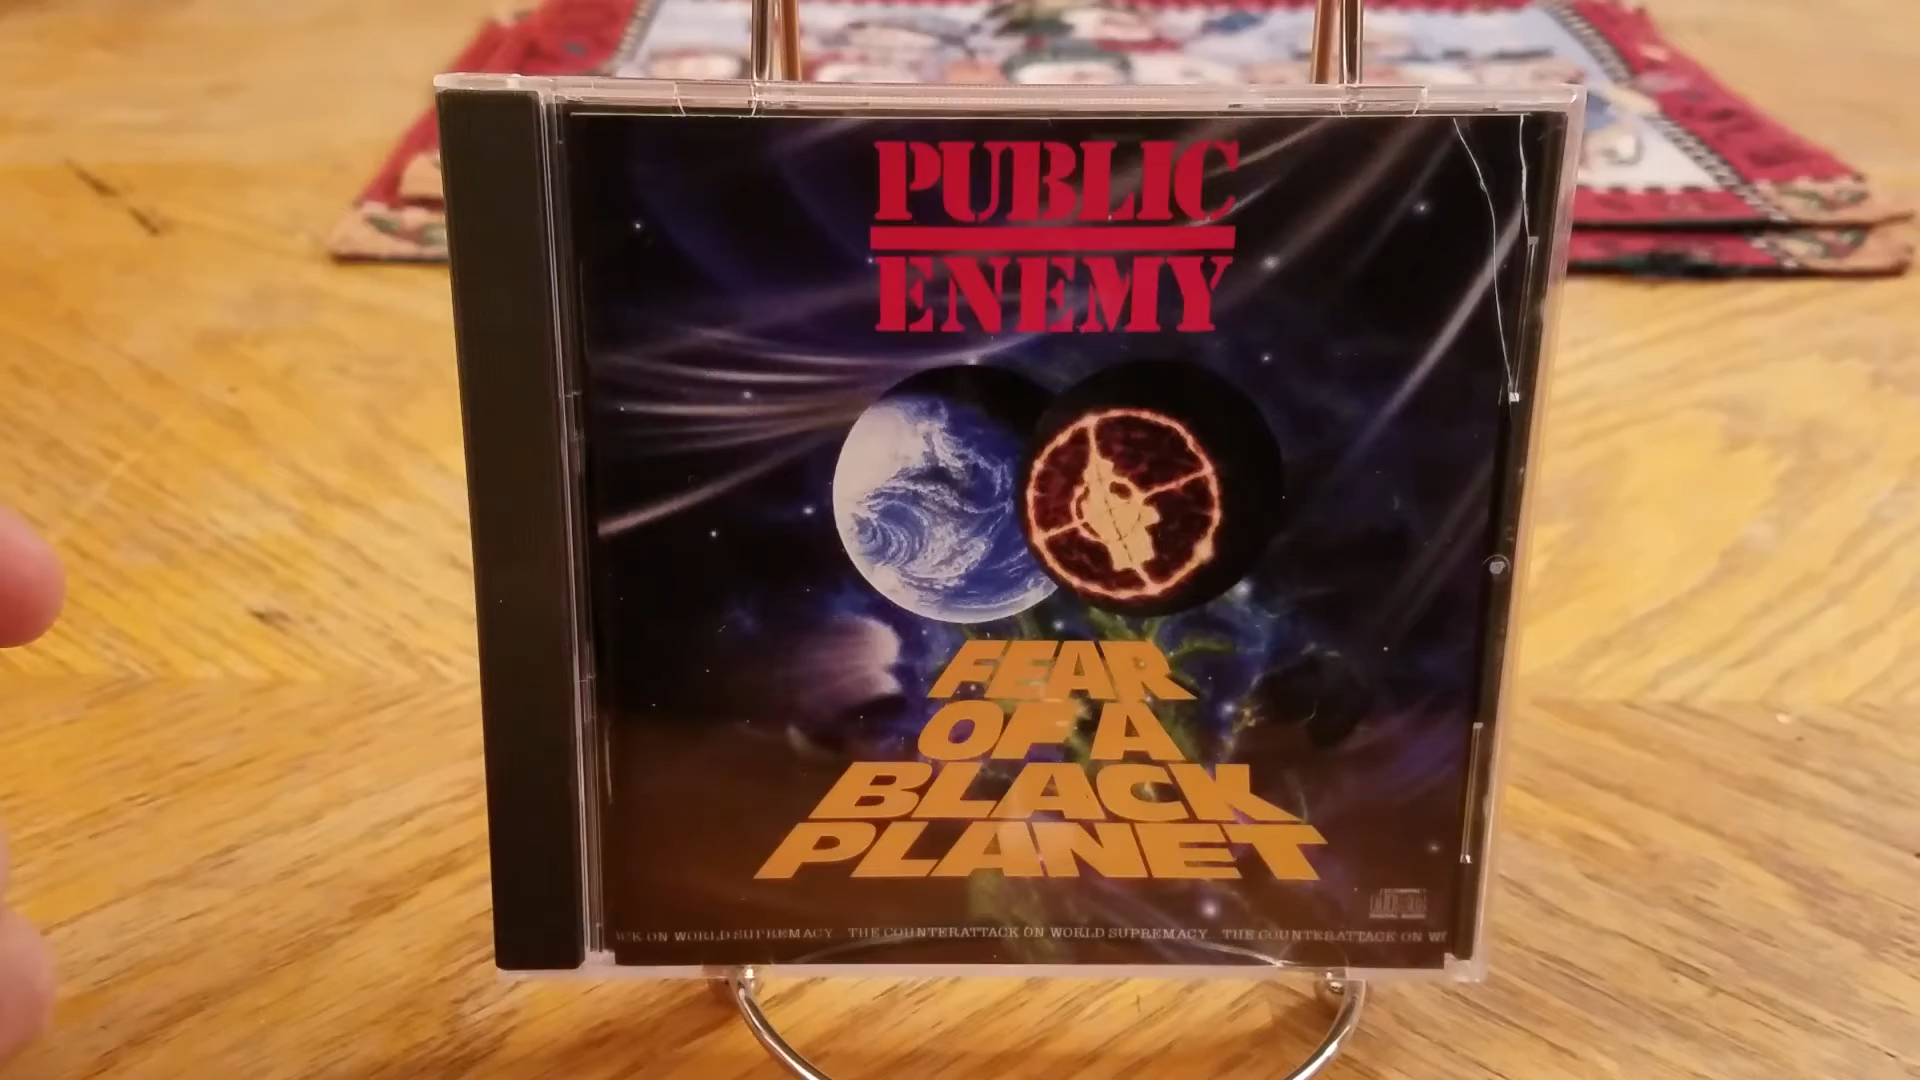 PUBLIC
ENEMY
FEAR
OF A
BLACK
PLANET
ON WORLD SUPREMACY... THE COUNTERATTACK ON WORLD SUPREMACY... THE COUNTERATTACK ON